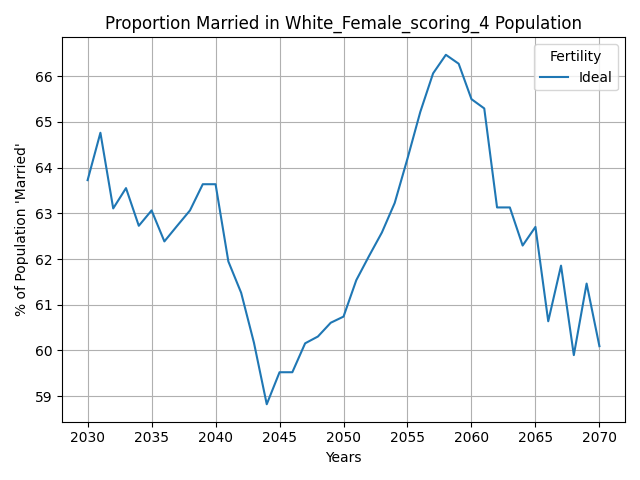 Proportion Married in White_Female_scoring_4 Population
Fertility
Ideal
% of Population 'Married'
66
65
64
63
62
61
60
59
2030 2035 2040 2045 2050 2055 2060 2065 2070
Years